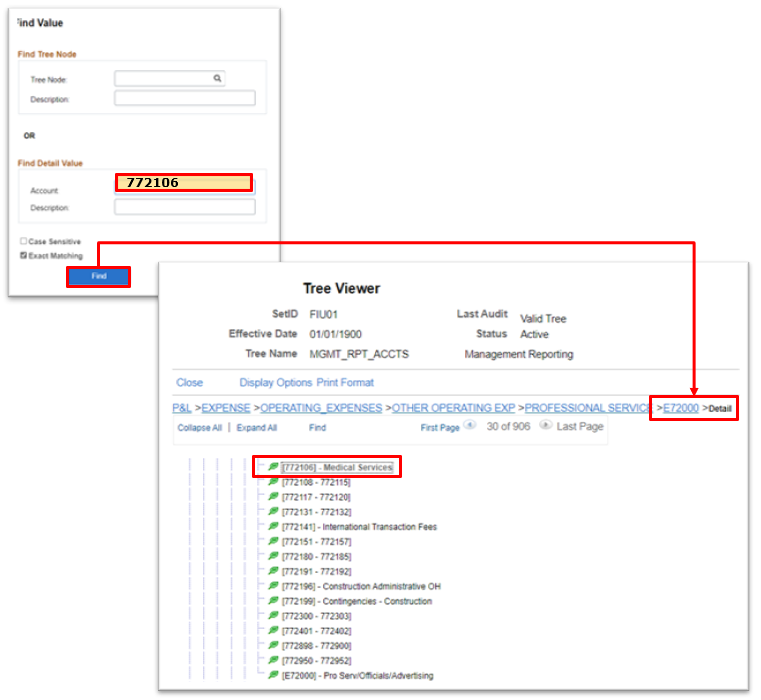 Find Value
Find Tree Node
Tree Node:
Description:
OR
Find Detail Value
Account
772106
Description:
Case Sensitive
Exact Matching
Find
Tree Viewer
SetID FIU01 Last Audit Valid Tree
Effective Date 01/01/1900 Status Active
Tree Name MGMT_RPT_ACCTS Management Reporting
Close Display Options Print Format
P&L >EXPENSE >OPERATING_EXPENSES >OTHER OPERATING EXP >PROFESSIONAL SERVICE >E72000 >Detail
Collapse All | Expand All Find First Page 30 of 906 Last Page
[772106] - Medical Services
[772108 - 772115]
[772117 - 772120]
[772131 - 772132]
[772141] - International Transaction Fees
[772151 - 772157]
[772180 - 772185]
[772191 - 772192]
[772196] - Construction Administrative OH
[772199] - Contingencies - Construction
[772300 - 772303]
[772401 - 772402]
[772898 - 772900]
[772950 - 772952]
[E72000] - Pro Serv/Officials/Advertising